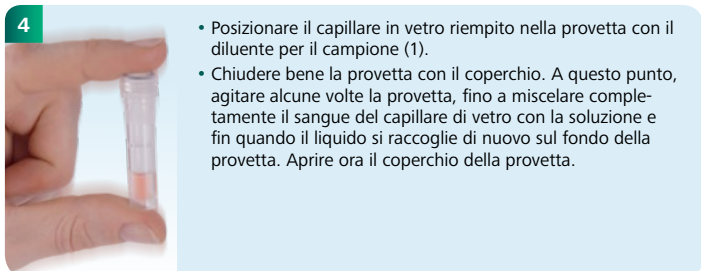 4
• Posizionare il capillare in vetro riempito nella provetta con il
diluente per il campione (1).
• Chiudere bene la provetta con il coperchio. A questo punto,
agitare alcune volte la provetta, fino a miscelare comple-
tamente il sangue del capillare di vetro con la soluzione e
fin quando il liquido si raccoglie di nuovo sul fondo della
provetta. Aprire ora il coperchio della provetta.